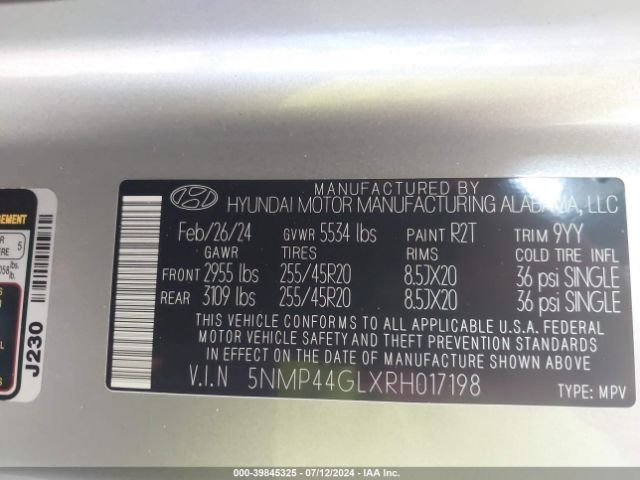 MANUFACTURED BY
HYUNDAI MOTOR MANUFACTURING ALABAMA, LLC
Feb/26/24 GVWR 5534 lbs PAINT R2T TRIM 9YY
GAWR TIRES RIMS COLD TIRE INFL
FRONT 2955 lbs 255/45R20 8.5JX20 36 psi SINGLE
REAR 3109 lbs 255/45R20 8.5JX20 36 psi SINGLE
THIS VEHICLE CONFORMS TO ALL APPLICABLE U.S.A. FEDERAL
MOTOR VEHICLE SAFETY AND THEFT PREVENTION STANDARDS
IN EFFECT ON THE DATE OF MANUFACTURE SHOWN ABOVE.
V.I.N 5NMP44GLXRH017198
TYPE: MPV
5
lbs.
lb.
J230
© - 39845325 - 07/12/2024 - IAA Inc.